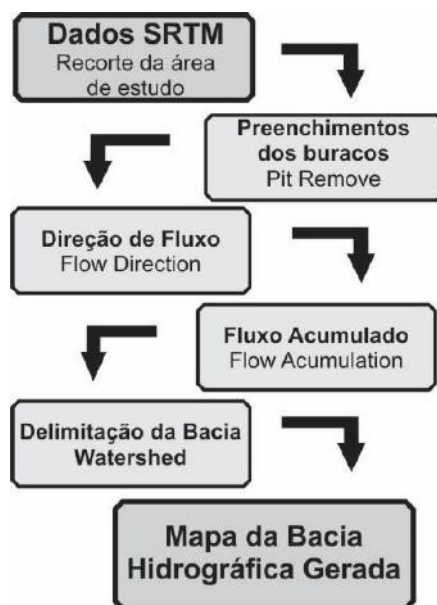 Dados SRTM
Recorte da área
de estudo
Preenchimentos
dos buracos
Pit Remove
Direção de Fluxo
Flow Direction
Fluxo Acumulado
Flow Acumulation
Delimitação da Bacia
Watershed
Mapa da Bacia
Hidrográfica Gerada